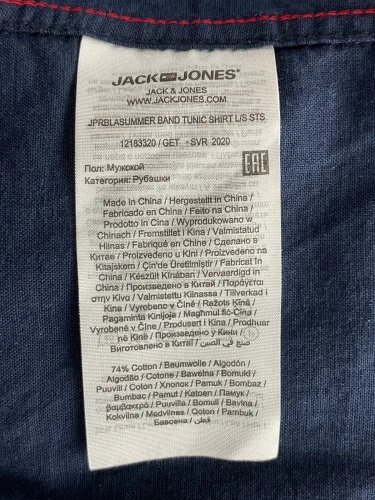 JACK & JONES®
JACK & JONES
WWW.JACKJONES.COM
JPRBLASUMMER BAND TUNIC SHIRT L/S STS
12183320 / GET - SVR 2020
Пол: Мужской
Категория: Рубашки
EAC
Made in China / Hergestellt in China /
Fabricado en China / Feito na China /
Prodotto in Cina / Wyprodukowano w
Chinach / Fremstillet i Kina / Valmistatud
Hiinas / Fabriqué en Chine / Сделано в
Китае / Proizvedeno u Kini / Proizvedeno na
Kitajskem / Çin'de Üretilmiştir / Fabricat în
China / Készült Kínában / Vervaardigd in
China / Произведено в Китай / Παράγεται
στην Κίνα / Valmistettu Kiinassa / Tillverkad i
Kina / Vyrobeno v Číně / Ražots Ķīnā /
Pagaminta Kinijoje / Magħmul fiċ-Ċina /
Vyrobené v Číne / Produsert i Kina / Prodhuar
në Kinë / Произведено у Кини /
Виготовлено в Китаї / صنع في الصين
74% Cotton / Baumwolle / Algodón /
Algodão / Cotone / Bawełna / Bomuld /
Puuvill / Coton / Хлопок / Pamuk / Bombaž /
Bumbac / Pamut / Katoen / Памук /
βαμβακερό / Puuvilla / Bomull / Bavlna /
Kokvilna / Medvilnės / Qoton / Pambuk /
Бавовна / قطن